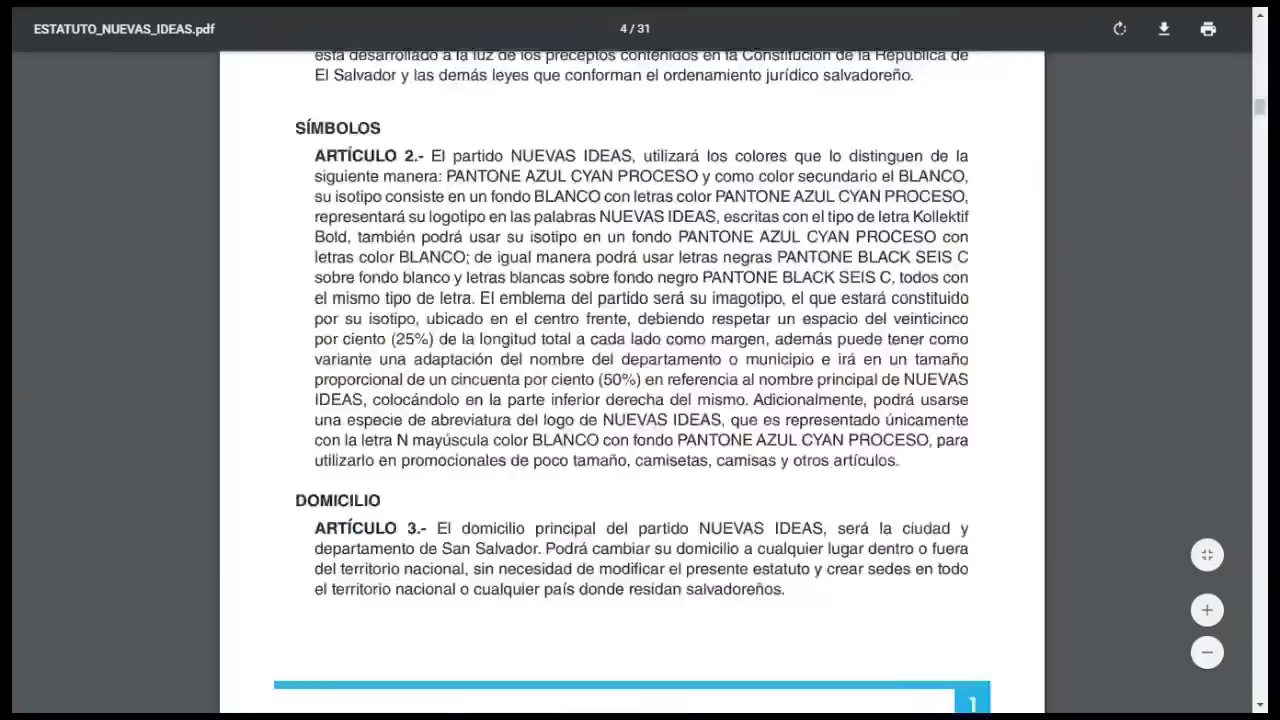 ESTATUTO_NUEVAS_IDEAS.pdf
4 / 31
está desarrollado a la luz de los preceptos contenidos en la Constitución de la República de
El Salvador y las demás leyes que conforman el ordenamiento jurídico salvadoreño.
SÍMBOLOS
ARTÍCULO 2.- El partido NUEVAS IDEAS, utilizará los colores que lo distinguen de la
siguiente manera: PANTONE AZUL CYAN PROCESO y como color secundario el BLANCO,
su isotipo consiste en un fondo BLANCO con letras color PANTONE AZUL CYAN PROCESO,
representará su logotipo en las palabras NUEVAS IDEAS, escritas con el tipo de letra Kollektif
Bold, también podrá usar su isotipo en un fondo PANTONE AZUL CYAN PROCESO con
letras color BLANCO; de igual manera podrá usar letras negras PANTONE BLACK SEIS C
sobre fondo blanco y letras blancas sobre fondo negro PANTONE BLACK SEIS C, todos con
el mismo tipo de letra. El emblema del partido será su imagotipo, el que estará constituido
por su isotipo, ubicado en el centro frente, debiendo respetar un espacio del veinticinco
por ciento (25%) de la longitud total a cada lado como margen, además puede tener como
variante una adaptación del nombre del departamento o municipio e irá en un tamaño
proporcional de un cincuenta por ciento (50%) en referencia al nombre principal de NUEVAS
IDEAS, colocándolo en la parte inferior derecha del mismo. Adicionalmente, podrá usarse
una especie de abreviatura del logo de NUEVAS IDEAS, que es representado únicamente
con la letra N mayúscula color BLANCO con fondo PANTONE AZUL CYAN PROCESO, para
utilizarlo en promocionales de poco tamaño, camisetas, camisas y otros artículos.
DOMICILIO
ARTÍCULO 3.- El domicilio principal del partido NUEVAS IDEAS, será la ciudad y
departamento de San Salvador. Podrá cambiar su domicilio a cualquier lugar dentro o fuera
del territorio nacional, sin necesidad de modificar el presente estatuto y crear sedes en todo
el territorio nacional o cualquier país donde residan salvadoreños.
1